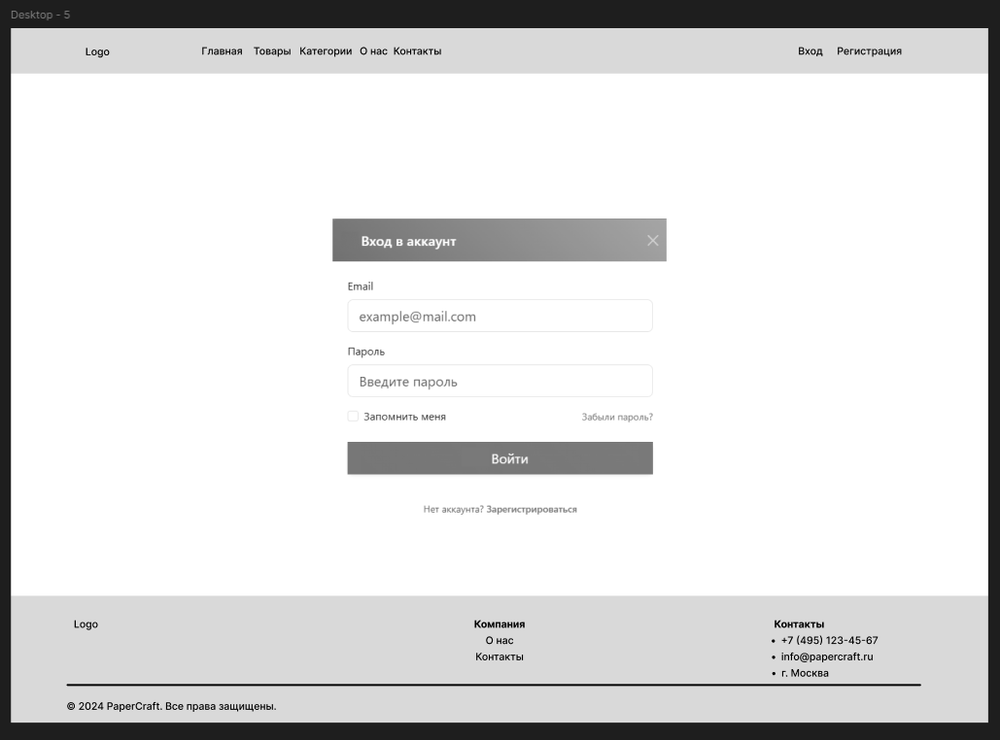 Desktop - 5
Logo Главная Товары Категории О нас Контакты Вход Регистрация
Вход в аккаунт
Email
example@mail.com
Пароль
Введите пароль
Запомнить меня Забыли пароль?
Войти
Нет аккаунта? Зарегистрироваться
Logo Компания Контакты
О нас • +7 (495) 123-45-67
Контакты • info@papercraft.ru
• г. Москва
© 2024 PaperCraft. Все права защищены.